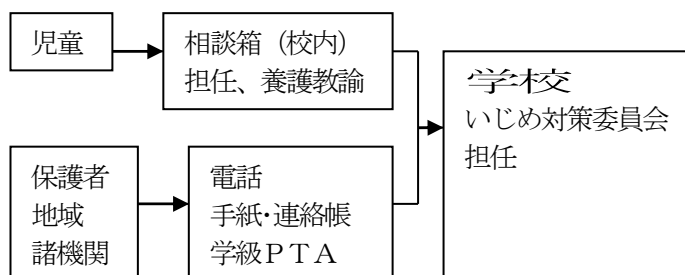 児童
相談箱（校内）
担任、養護教諭
学校
いじめ対策委員会
担任
保護者
地域
諸機関
電話
手紙･連絡帳
学級ＰＴＡ